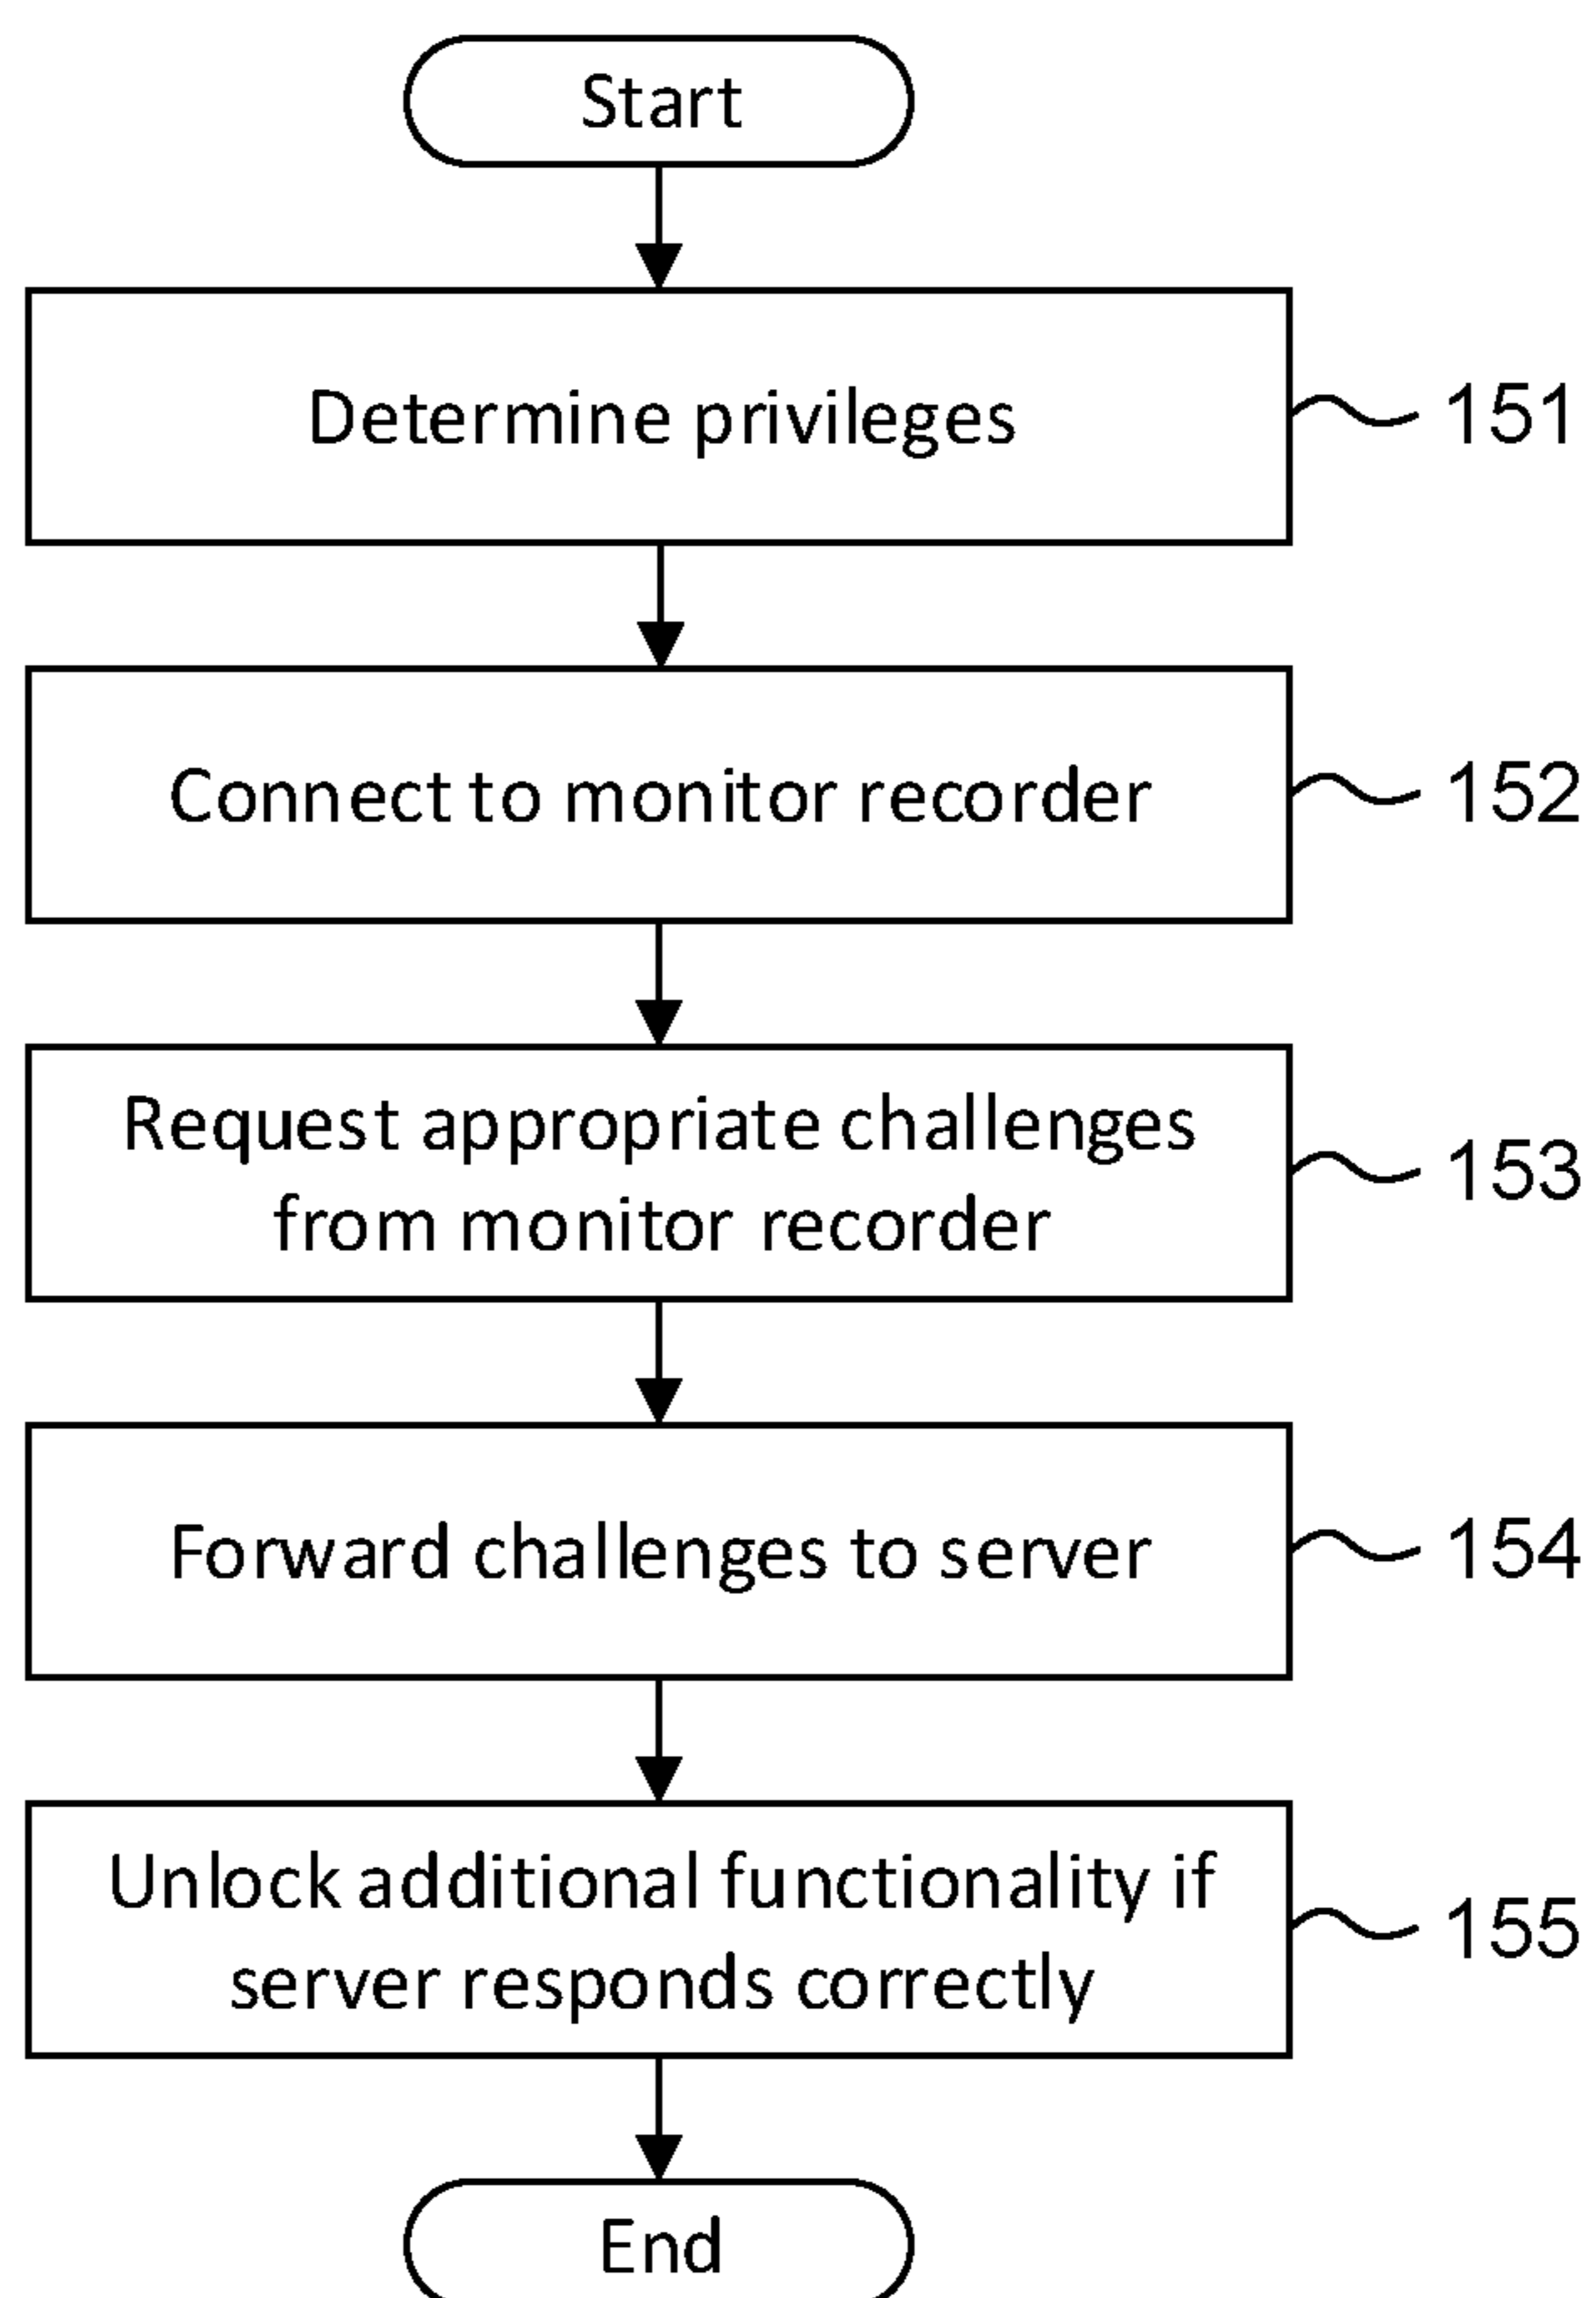 Start
Determine privileges
151
Connect to monitor recorder
152
Request appropriate challenges
from monitor recorder
153
Forward challenges to server
154
Unlock additional functionality if
server responds correctly
155
End